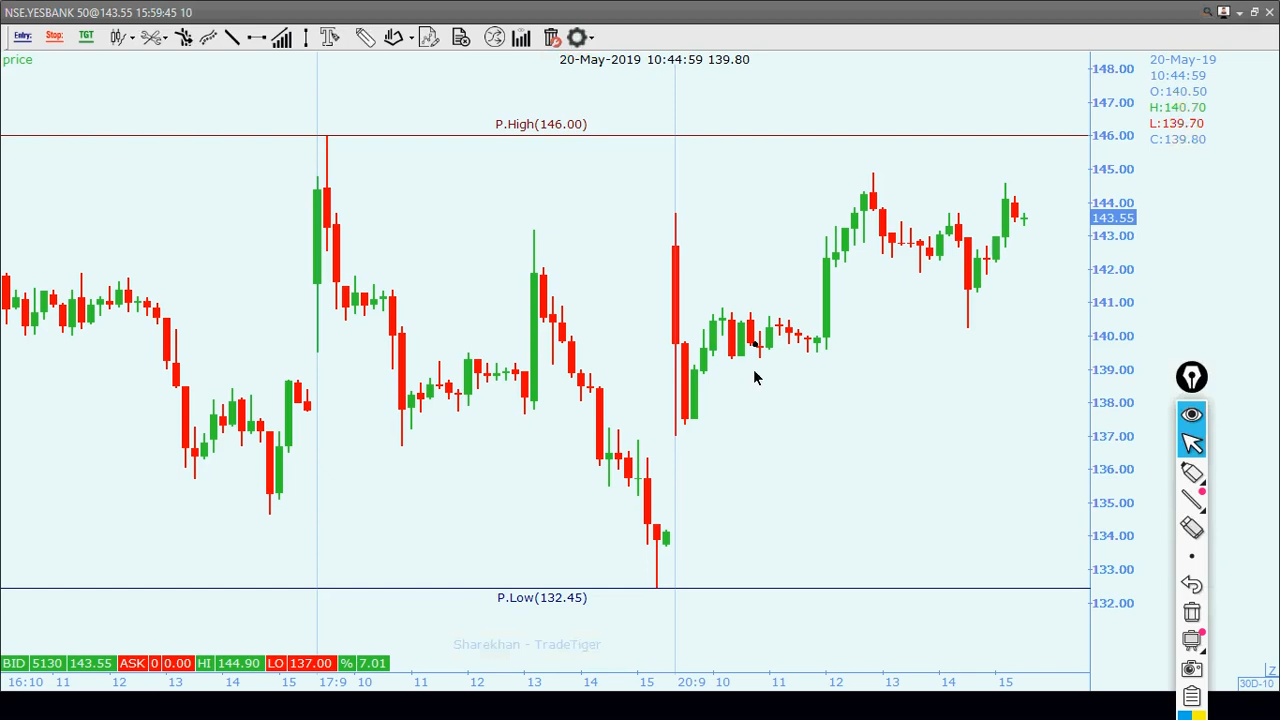 NSE.YESBANK 50@143.55 15:59:45 10
Entry: Stop: TGT
price
20-May-2019 10:44:59 139.80
20-May-19
10:44:59
O:140.50
H:140.70
L:139.70
C:139.80
148.00
147.00
P.High(146.00)
146.00
145.00
144.00
143.55
143.00
142.00
141.00
140.00
139.00
138.00
137.00
136.00
135.00
134.00
133.00
P.Low(132.45)
132.00
Sharekhan - TradeTiger
BID 5130 143.55 ASK 0 0.00 HI 144.90 LO 137.00 % 7.01
16:10 11 12 13 14 15 17:9 10 11 12 13 14 15 20:9 10 11 12 13 14 15
Z
30D-10